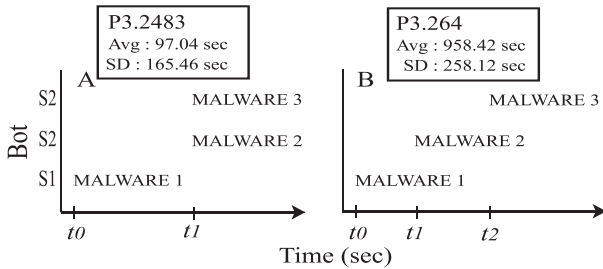 P3.2483
Avg : 97.04 sec
SD : 165.46 sec
P3.264
Avg : 958.42 sec
SD : 258.12 sec
A
B
Bot
S2
MALWARE 3
MALWARE 3
S2
MALWARE 2
MALWARE 2
S1
MALWARE 1
MALWARE 1
t0
t1
t0
t1
t2
Time (sec)